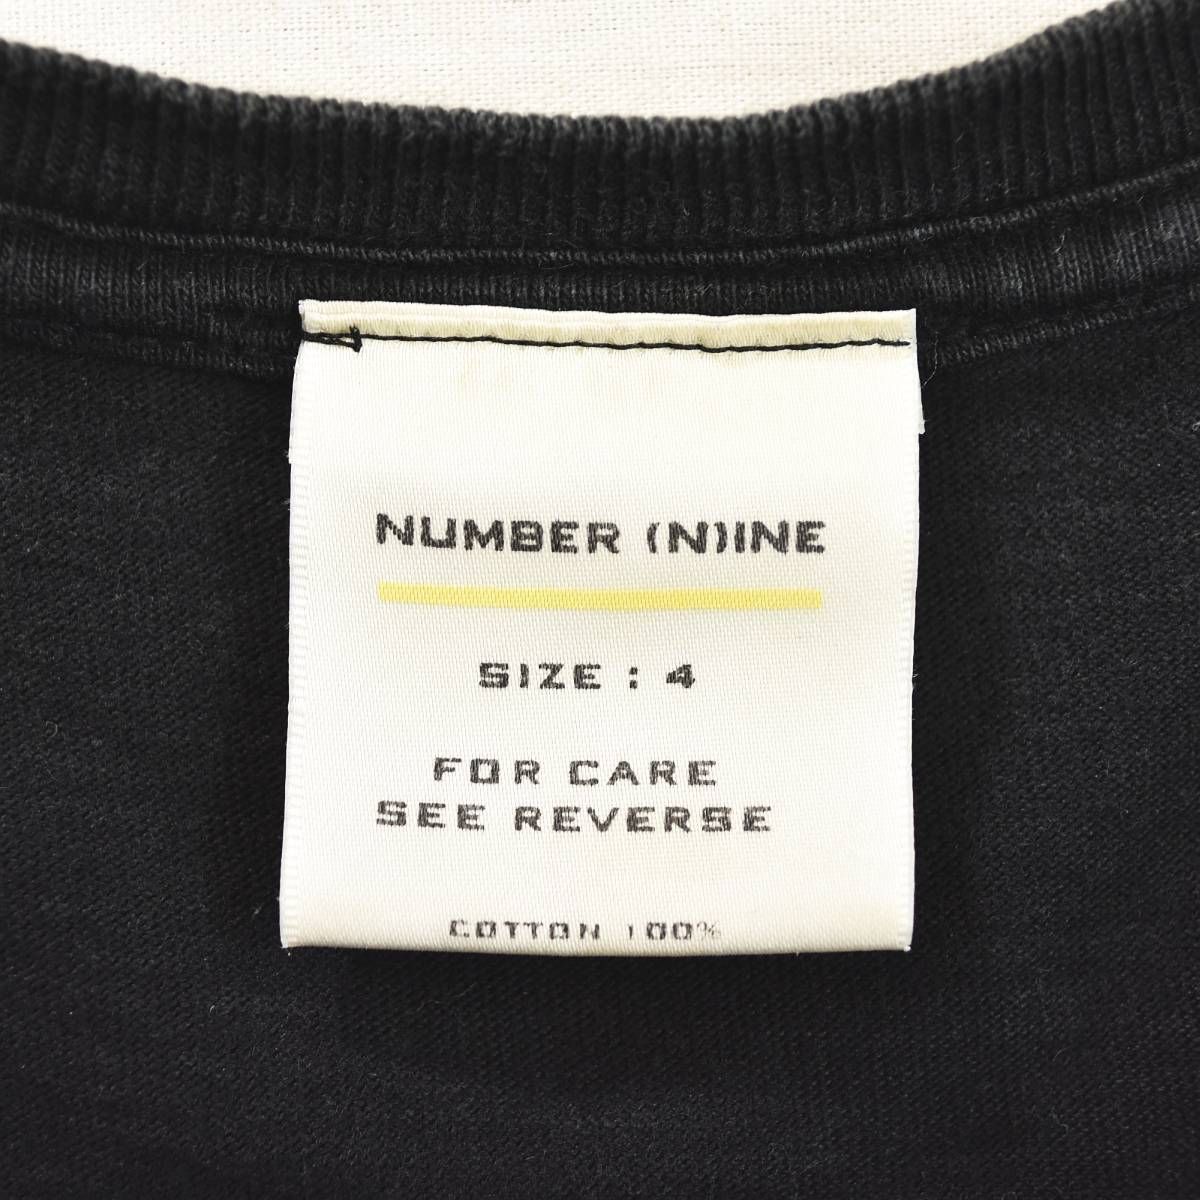 NUMBER (N)INE
SIZE : 4
FOR CARE
SEE REVERSE
COTTON 100%